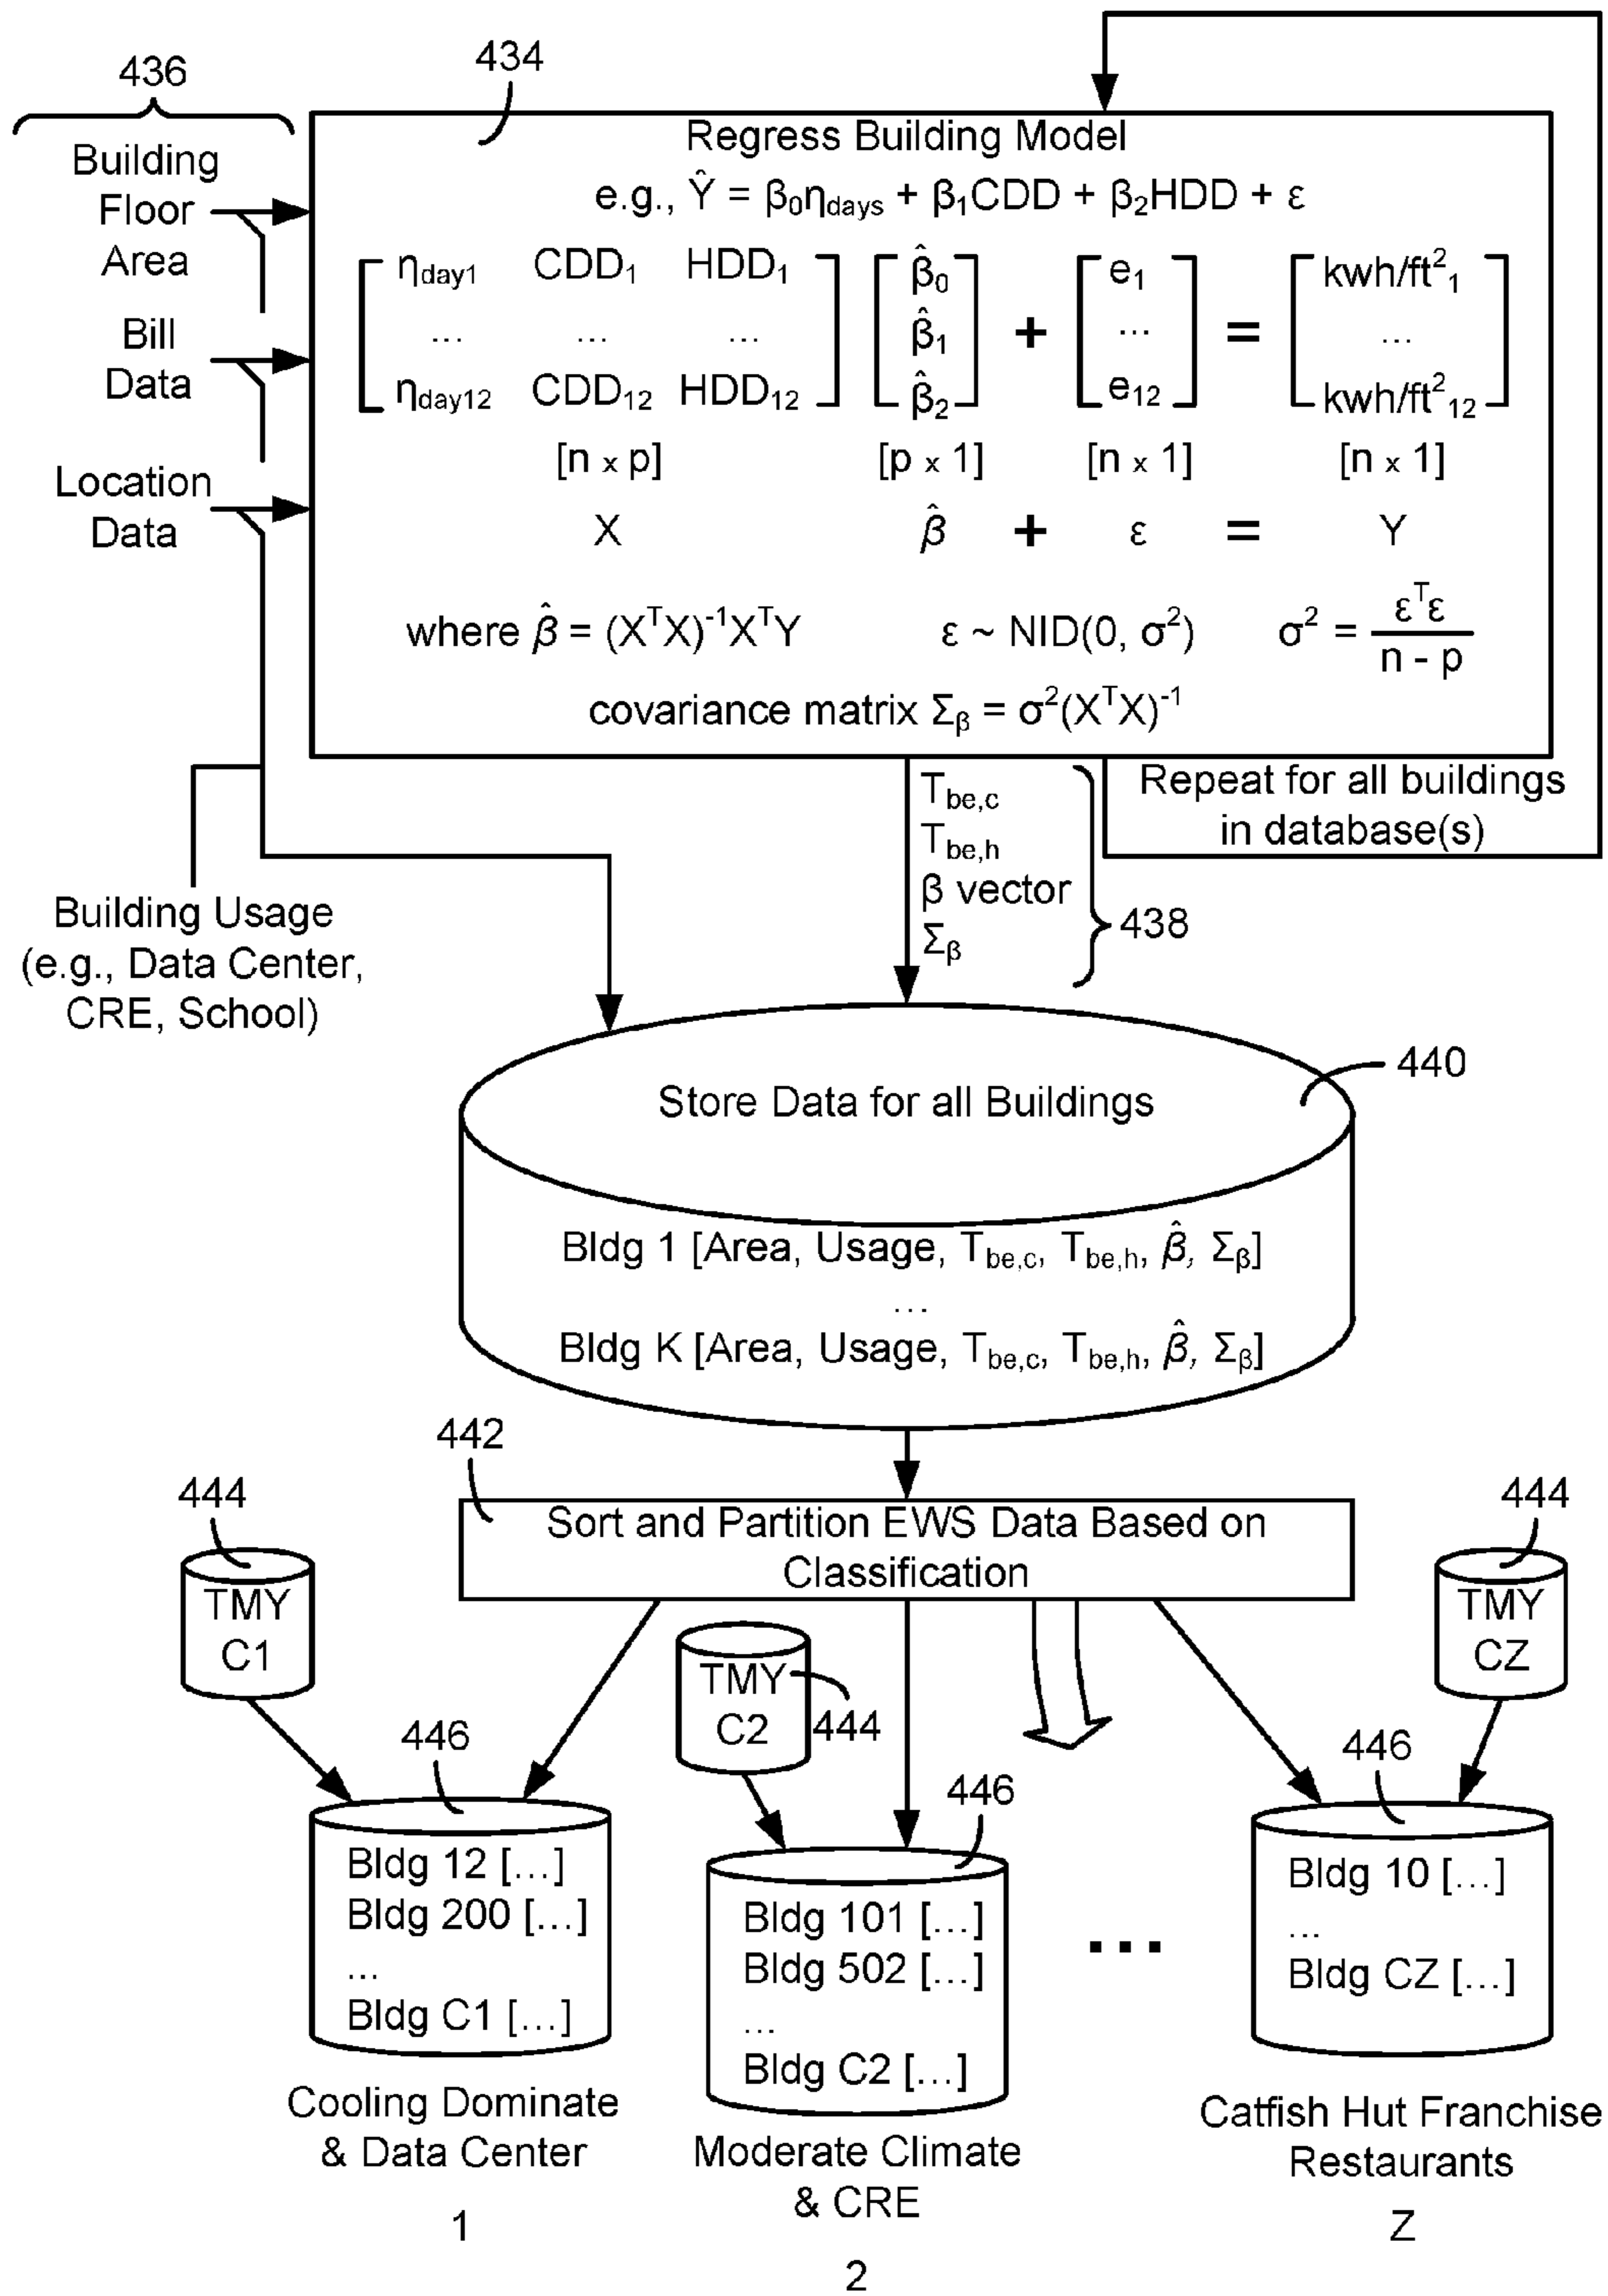 436
434
Building
Floor
Area
Bill
Data
Location
Data
Regress Building Model
e.g., Ŷ = β₀η_days + β₁CDD + β₂HDD + ε
η_day1 CDD₁ HDD₁ β̂₀ e₁ kwh/ft²₁
... ... ... β̂₁ + ... = ...
η_day12 CDD₁₂ HDD₁₂ β̂₂ e₁₂ kwh/ft²₁₂
[n x p] [p x 1] [n x 1] [n x 1]
X β̂ + ε = Y
where β̂ = (XᵀX)⁻¹XᵀY ε ~ NID(0, σ²) σ² = εᵀε / n - p
covariance matrix Σ_β = σ²(XᵀX)⁻¹
T_be,c
T_be,h
β vector
Σ_β
438
Repeat for all buildings
in database(s)
Building Usage
(e.g., Data Center,
CRE, School)
440
Store Data for all Buildings
Bldg 1 [Area, Usage, T_be,c, T_be,h, β̂, Σ_β]
...
Bldg K [Area, Usage, T_be,c, T_be,h, β̂, Σ_β]
442
Sort and Partition EWS Data Based on
Classification
444
TMY
C1
TMY
C2
444
444
TMY
CZ
446
Bldg 12 [...]
Bldg 200 [...]
...
Bldg C1 [...]
Cooling Dominate
& Data Center
1
446
Bldg 101 [...]
Bldg 502 [...]
...
Bldg C2 [...]
Moderate Climate
& CRE
2
...
446
Bldg 10 [...]
...
Bldg CZ [...]
Catfish Hut Franchise
Restaurants
Z